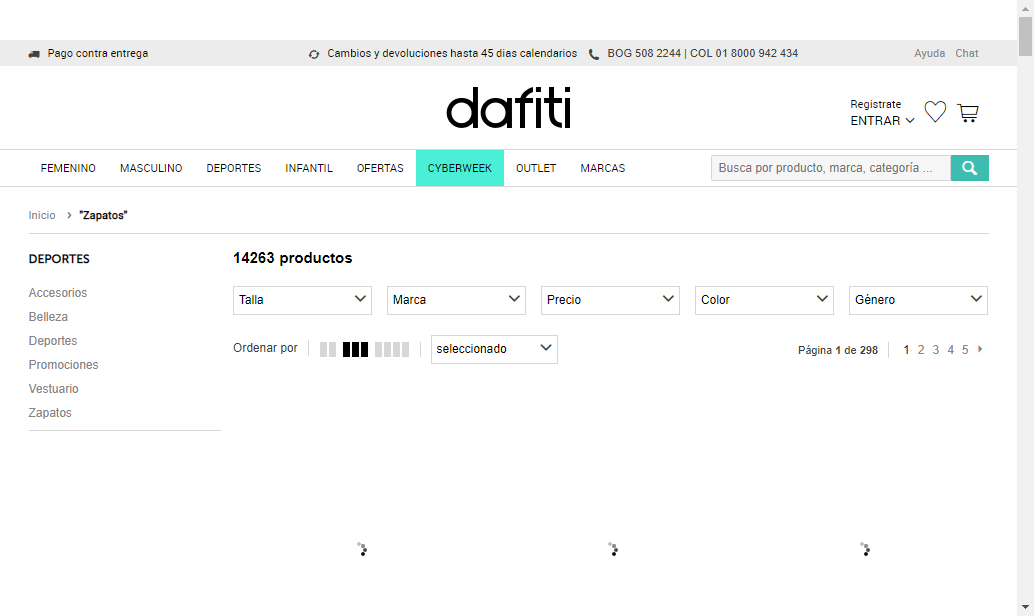 Pago contra entrega
Cambios y devoluciones hasta 45 dias calendarios
BOG 508 2244 | COL 01 8000 942 434
Ayuda Chat
dafiti
Registrate
ENTRAR
FEMENINO MASCULINO DEPORTES INFANTIL OFERTAS CYBERWEEK OUTLET MARCAS
Busca por producto, marca, categoría ...
Inicio › "Zapatos"
DEPORTES
Accesorios
Belleza
Deportes
Promociones
Vestuario
Zapatos
14263 productos
Talla Marca Precio Color Género
Ordenar por seleccionado Página 1 de 298 1 2 3 4 5